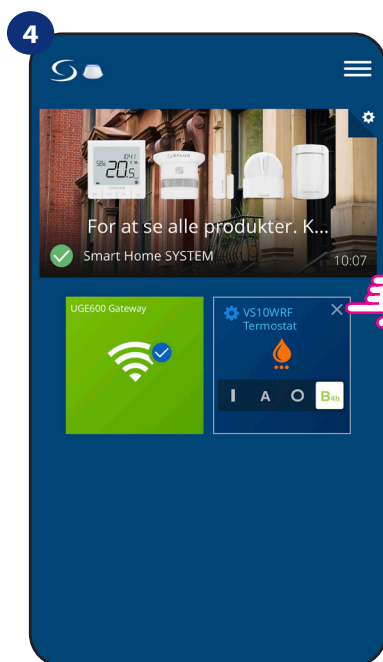 4
For at se alle produkter. K...
Smart Home SYSTEM
10:07
UGE600 Gateway
VS10WRF
Termostat
I A O B4h